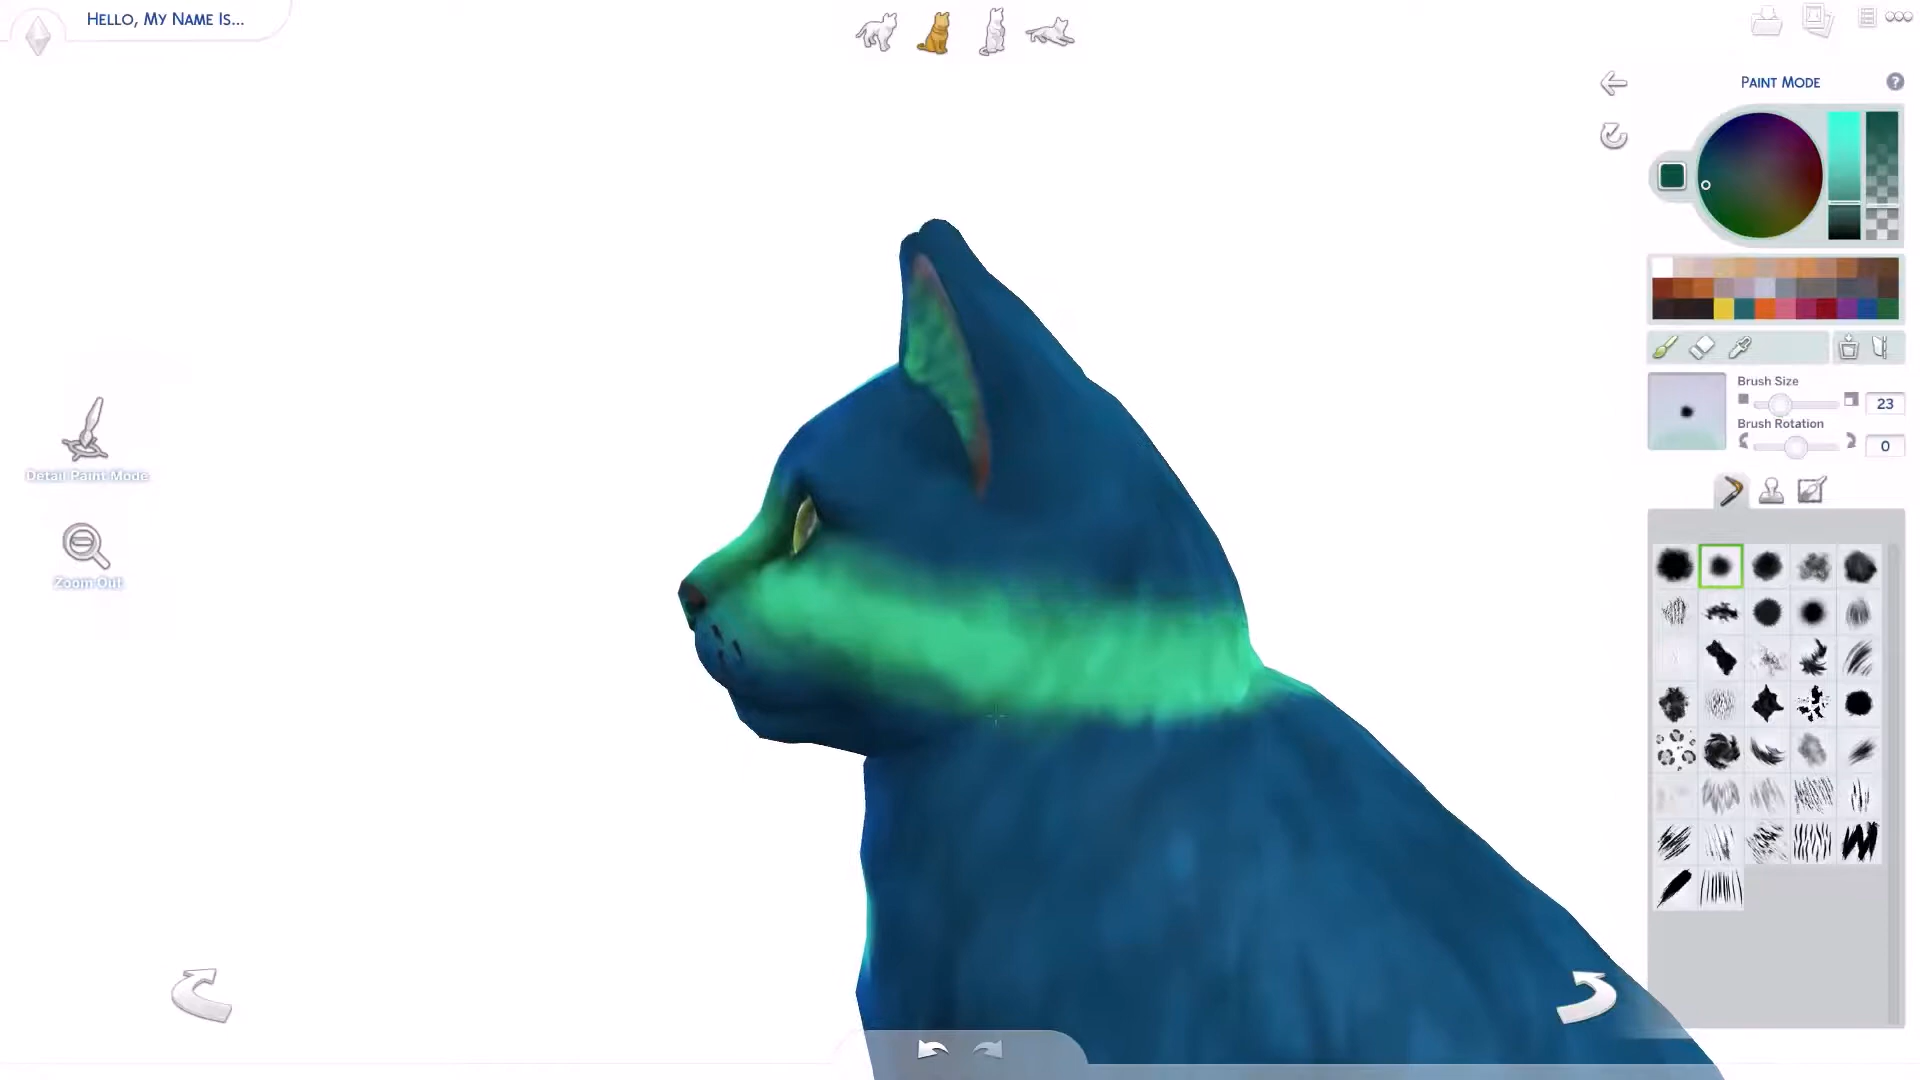 Hello, My Name Is...
Paint Mode
?
Brush Size
23
Brush Rotation
0
Detail Paint Mode
Zoom Out